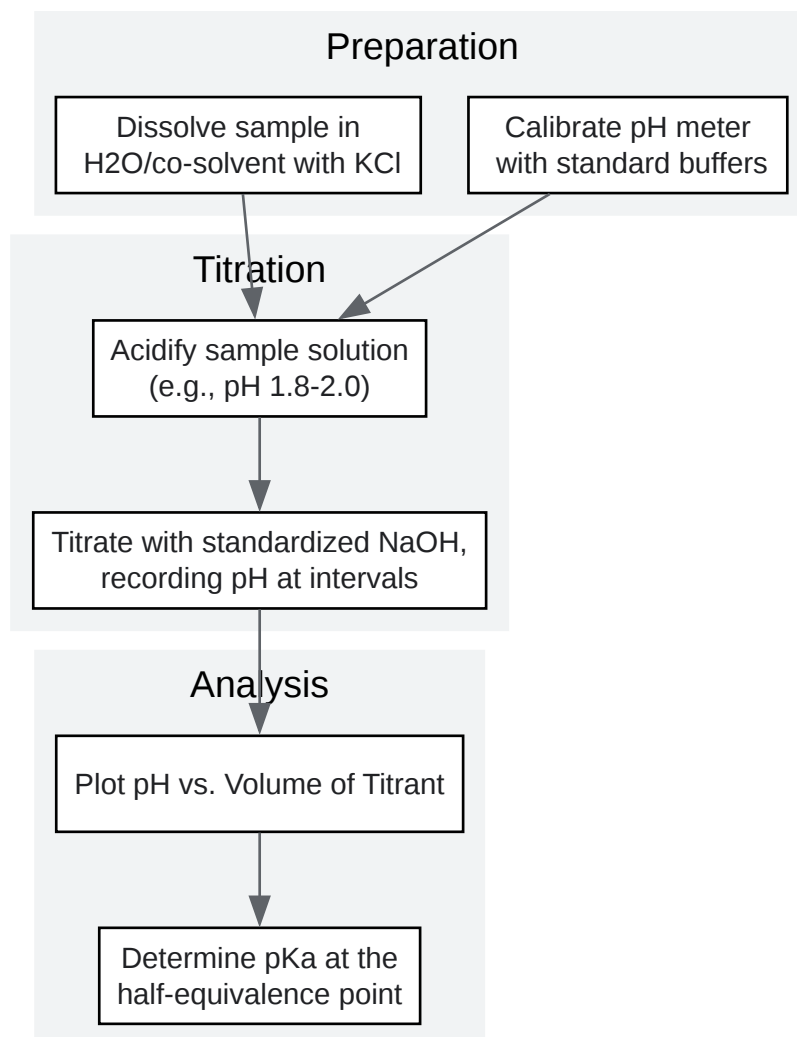 Preparation
Dissolve sample in
H2O/co-solvent with KCl
Calibrate pH meter
with standard buffers
Titration
Acidify sample solution
(e.g., pH 1.8-2.0)
Titrate with standardized NaOH,
recording pH at intervals
Analysis
Plot pH vs. Volume of Titrant
Determine pKa at the
half-equivalence point